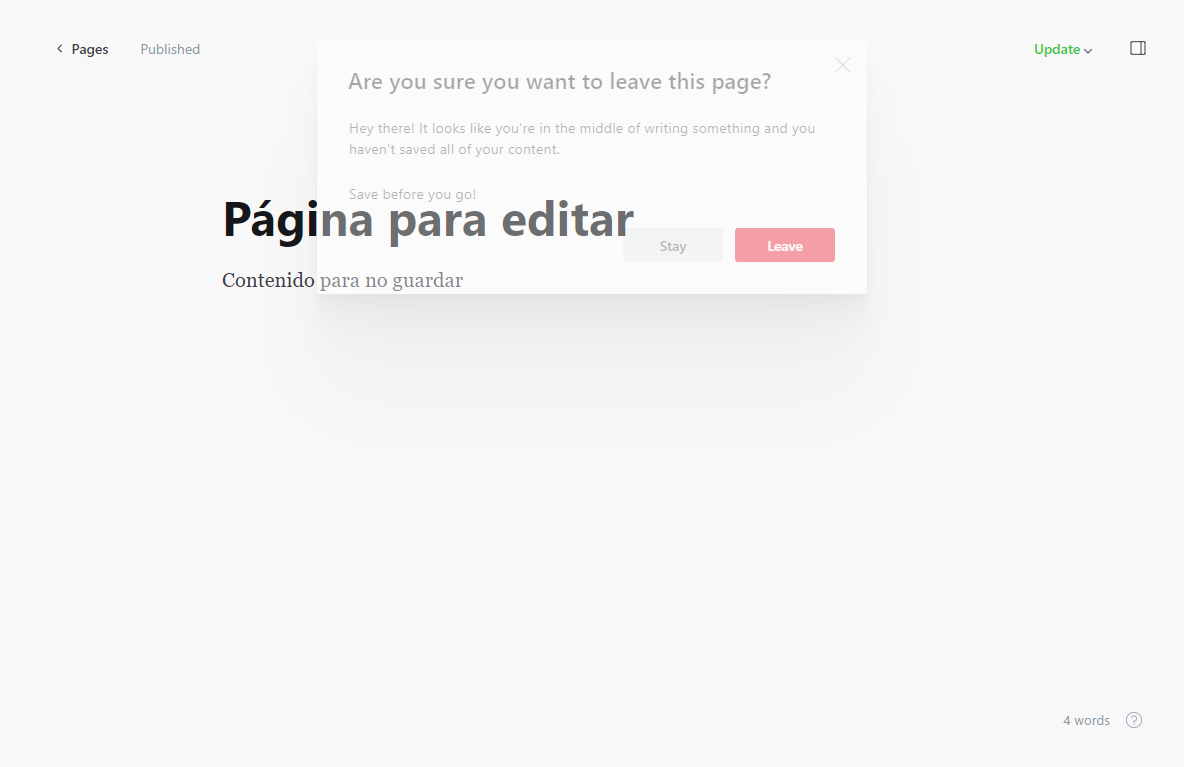 Pages
Published
Update
Are you sure you want to leave this page?
Hey there! It looks like you're in the middle of writing something and you
haven't saved all of your content.
Save before you go!
Página para editar
Stay
Leave
Contenido para no guardar
4 words
?